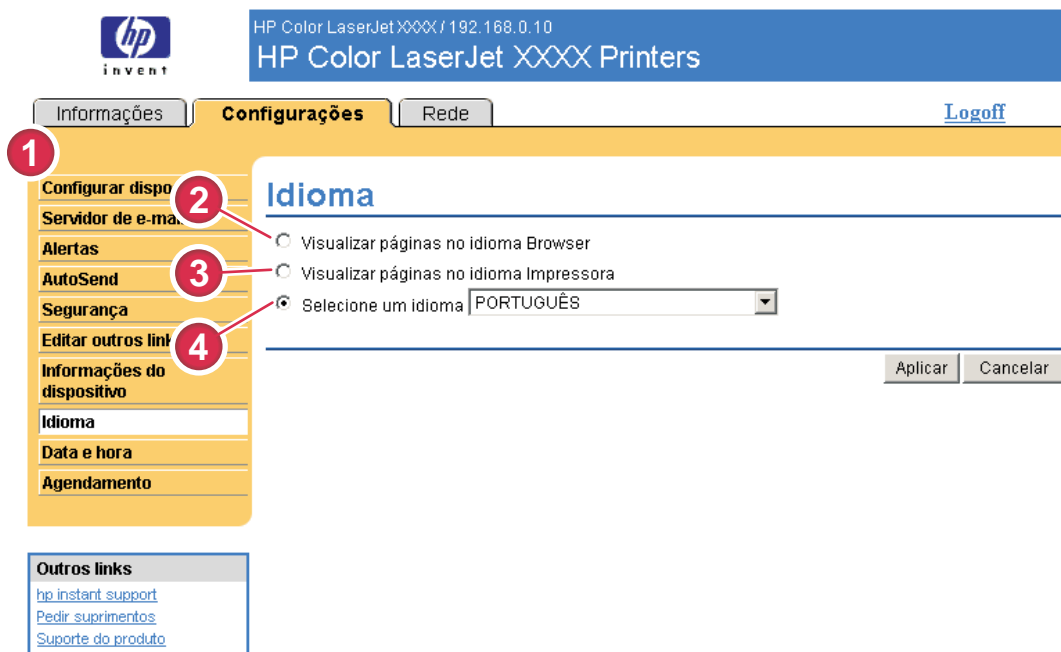 hp
invent
HP Color LaserJet XXXX / 192.168.0.10
HP Color LaserJet XXXX Printers
Informações
Configurações
Rede
Logoff
1
Configurar dispo
2
Servidor de e-ma
Alertas
AutoSend
3
Segurança
Editar outros link
4
Informações do
dispositivo
Idioma
Data e hora
Agendamento
Idioma
Visualizar páginas no idioma Browser
Visualizar páginas no idioma Impressora
Selecione um idioma PORTUGUÊS
Aplicar Cancelar
Outros links
hp instant support
Pedir suprimentos
Suporte do produto